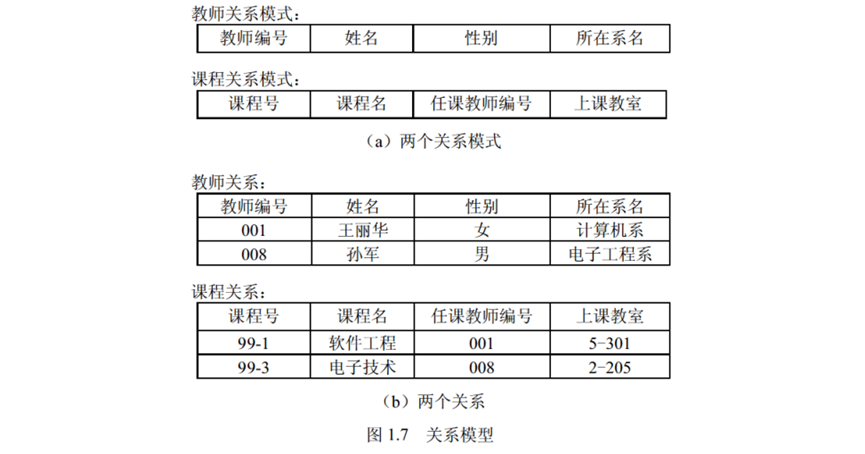 教师关系模式：
教师编号 姓名 性别 所在系名
课程关系模式：
课程号 课程名 任课教师编号 上课教室
（a）两个关系模式
教师关系：
教师编号 姓名 性别 所在系名
001 王丽华 女 计算机系
008 孙军 男 电子工程系
课程关系：
课程号 课程名 任课教师编号 上课教室
99-1 软件工程 001 5-301
99-3 电子技术 008 2-205
（b）两个关系
图 1.7 关系模型